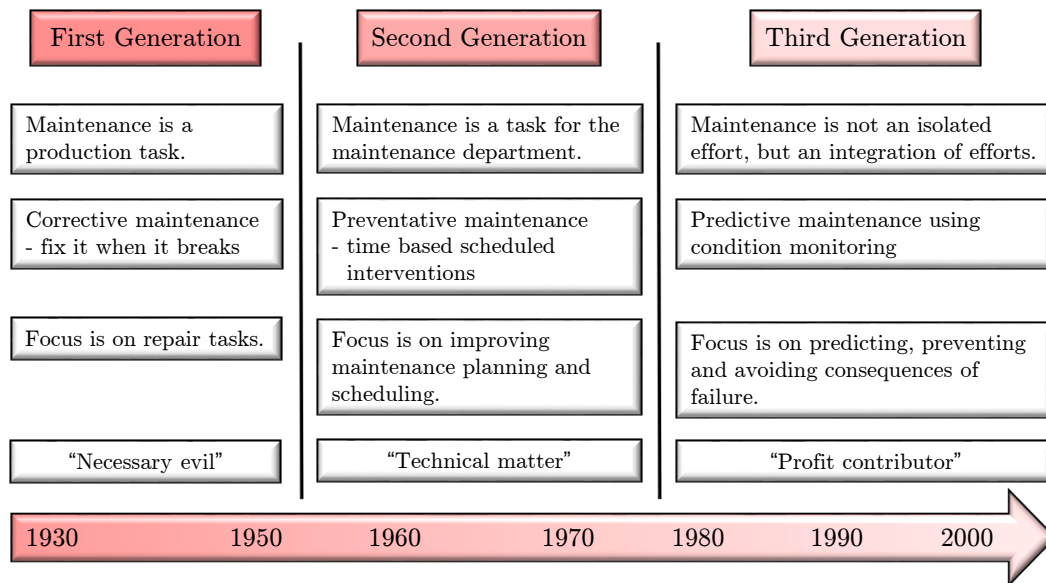 First Generation
Second Generation
Third Generation
Maintenance is a
production task.
Maintenance is a task for the
maintenance department.
Maintenance is not an isolated
effort, but an integration of efforts.
Corrective maintenance
- fix it when it breaks
Preventative maintenance
- time based scheduled
interventions
Predictive maintenance using
condition monitoring
Focus is on repair tasks.
Focus is on improving
maintenance planning and
scheduling.
Focus is on predicting, preventing
and avoiding consequences of
failure.
“Necessary evil”
“Technical matter”
“Profit contributor”
1930 1950 1960 1970 1980 1990 2000